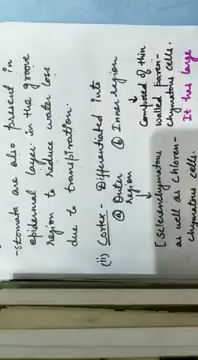 -stomata are also present in
epidermal layer in the groove
region to reduce water loss
due to transpiration.
(ii) Cortex - Differentiated into
ⓐ Outer region
ⓑ Inner region
↓
[sclerenchymatous
as well as chloren-
chymatous cells.
↓
Composed of thin
walled paren-
chymatous cells.
It has large